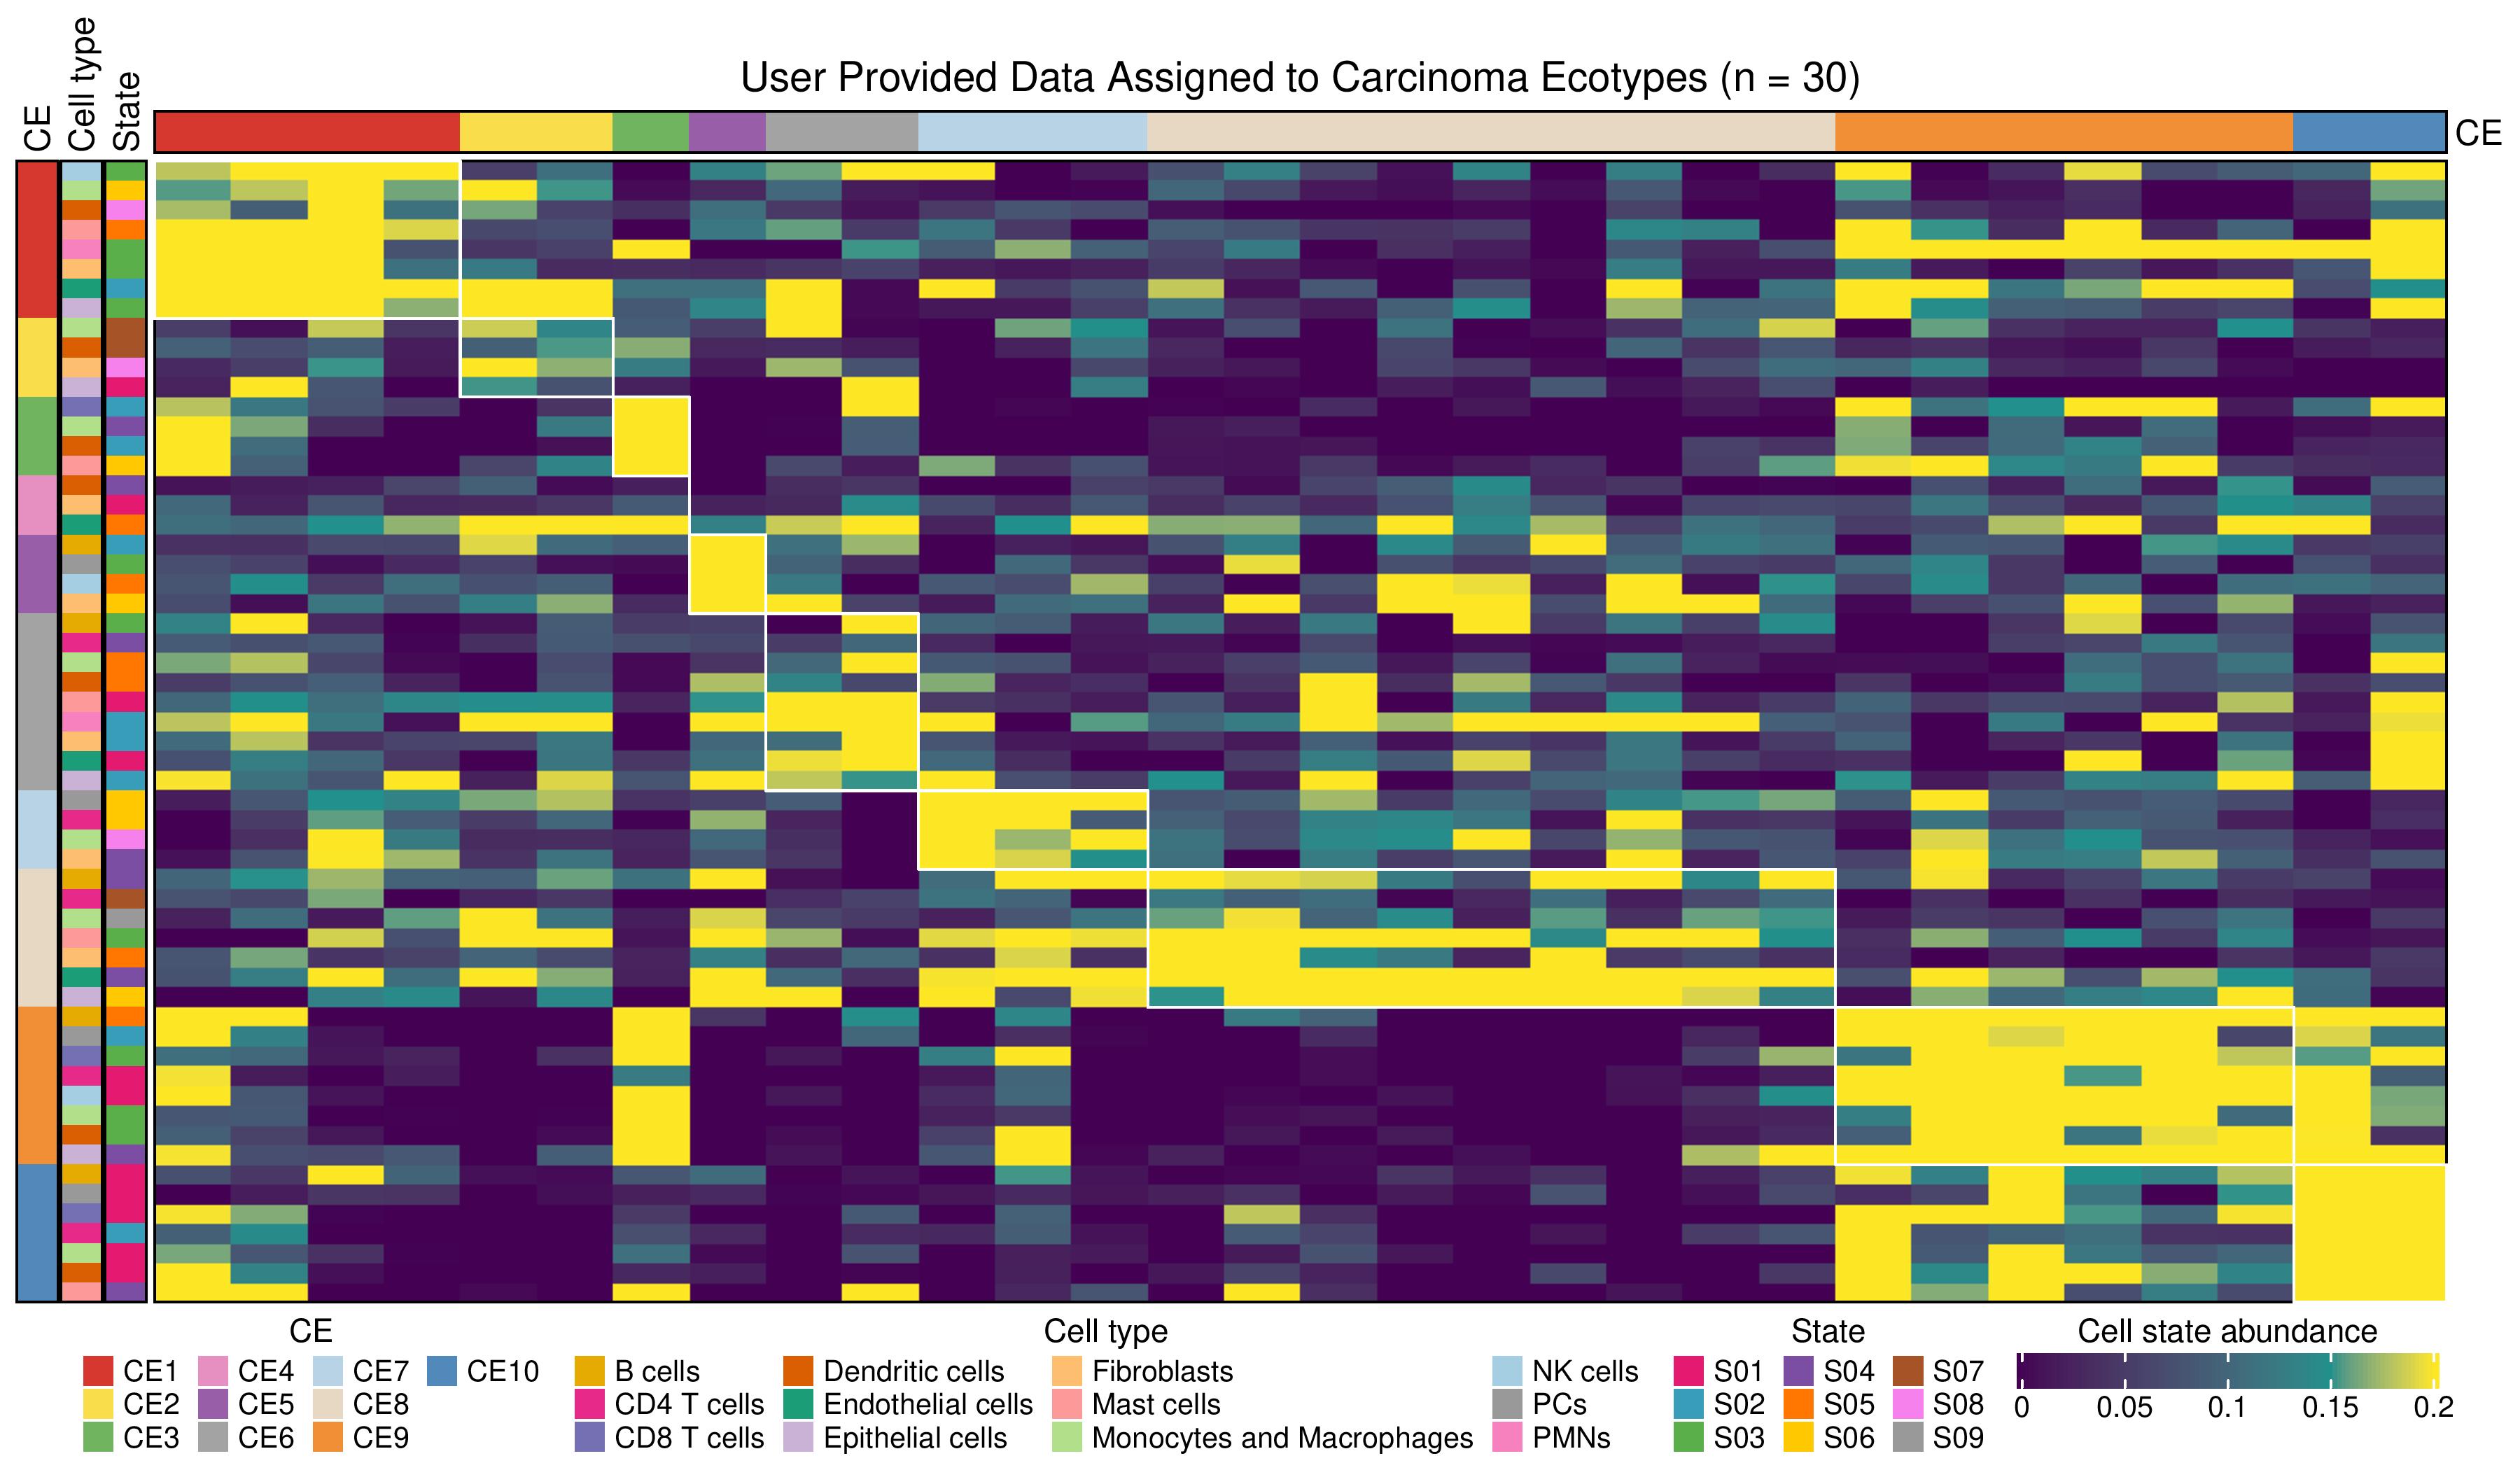 User Provided Data Assigned to Carcinoma Ecotypes (n = 30)
CE
Cell type
State
CE
CE
CE1
CE2
CE3
CE4
CE5
CE6
CE7
CE8
CE9
CE10
Cell type
B cells
CD4 T cells
CD8 T cells
Dendritic cells
Endothelial cells
Epithelial cells
Fibroblasts
Mast cells
Monocytes and Macrophages
NK cells
PCs
PMNs
State
S01
S02
S03
S04
S05
S06
S07
S08
S09
Cell state abundance
0 0.05 0.1 0.15 0.2